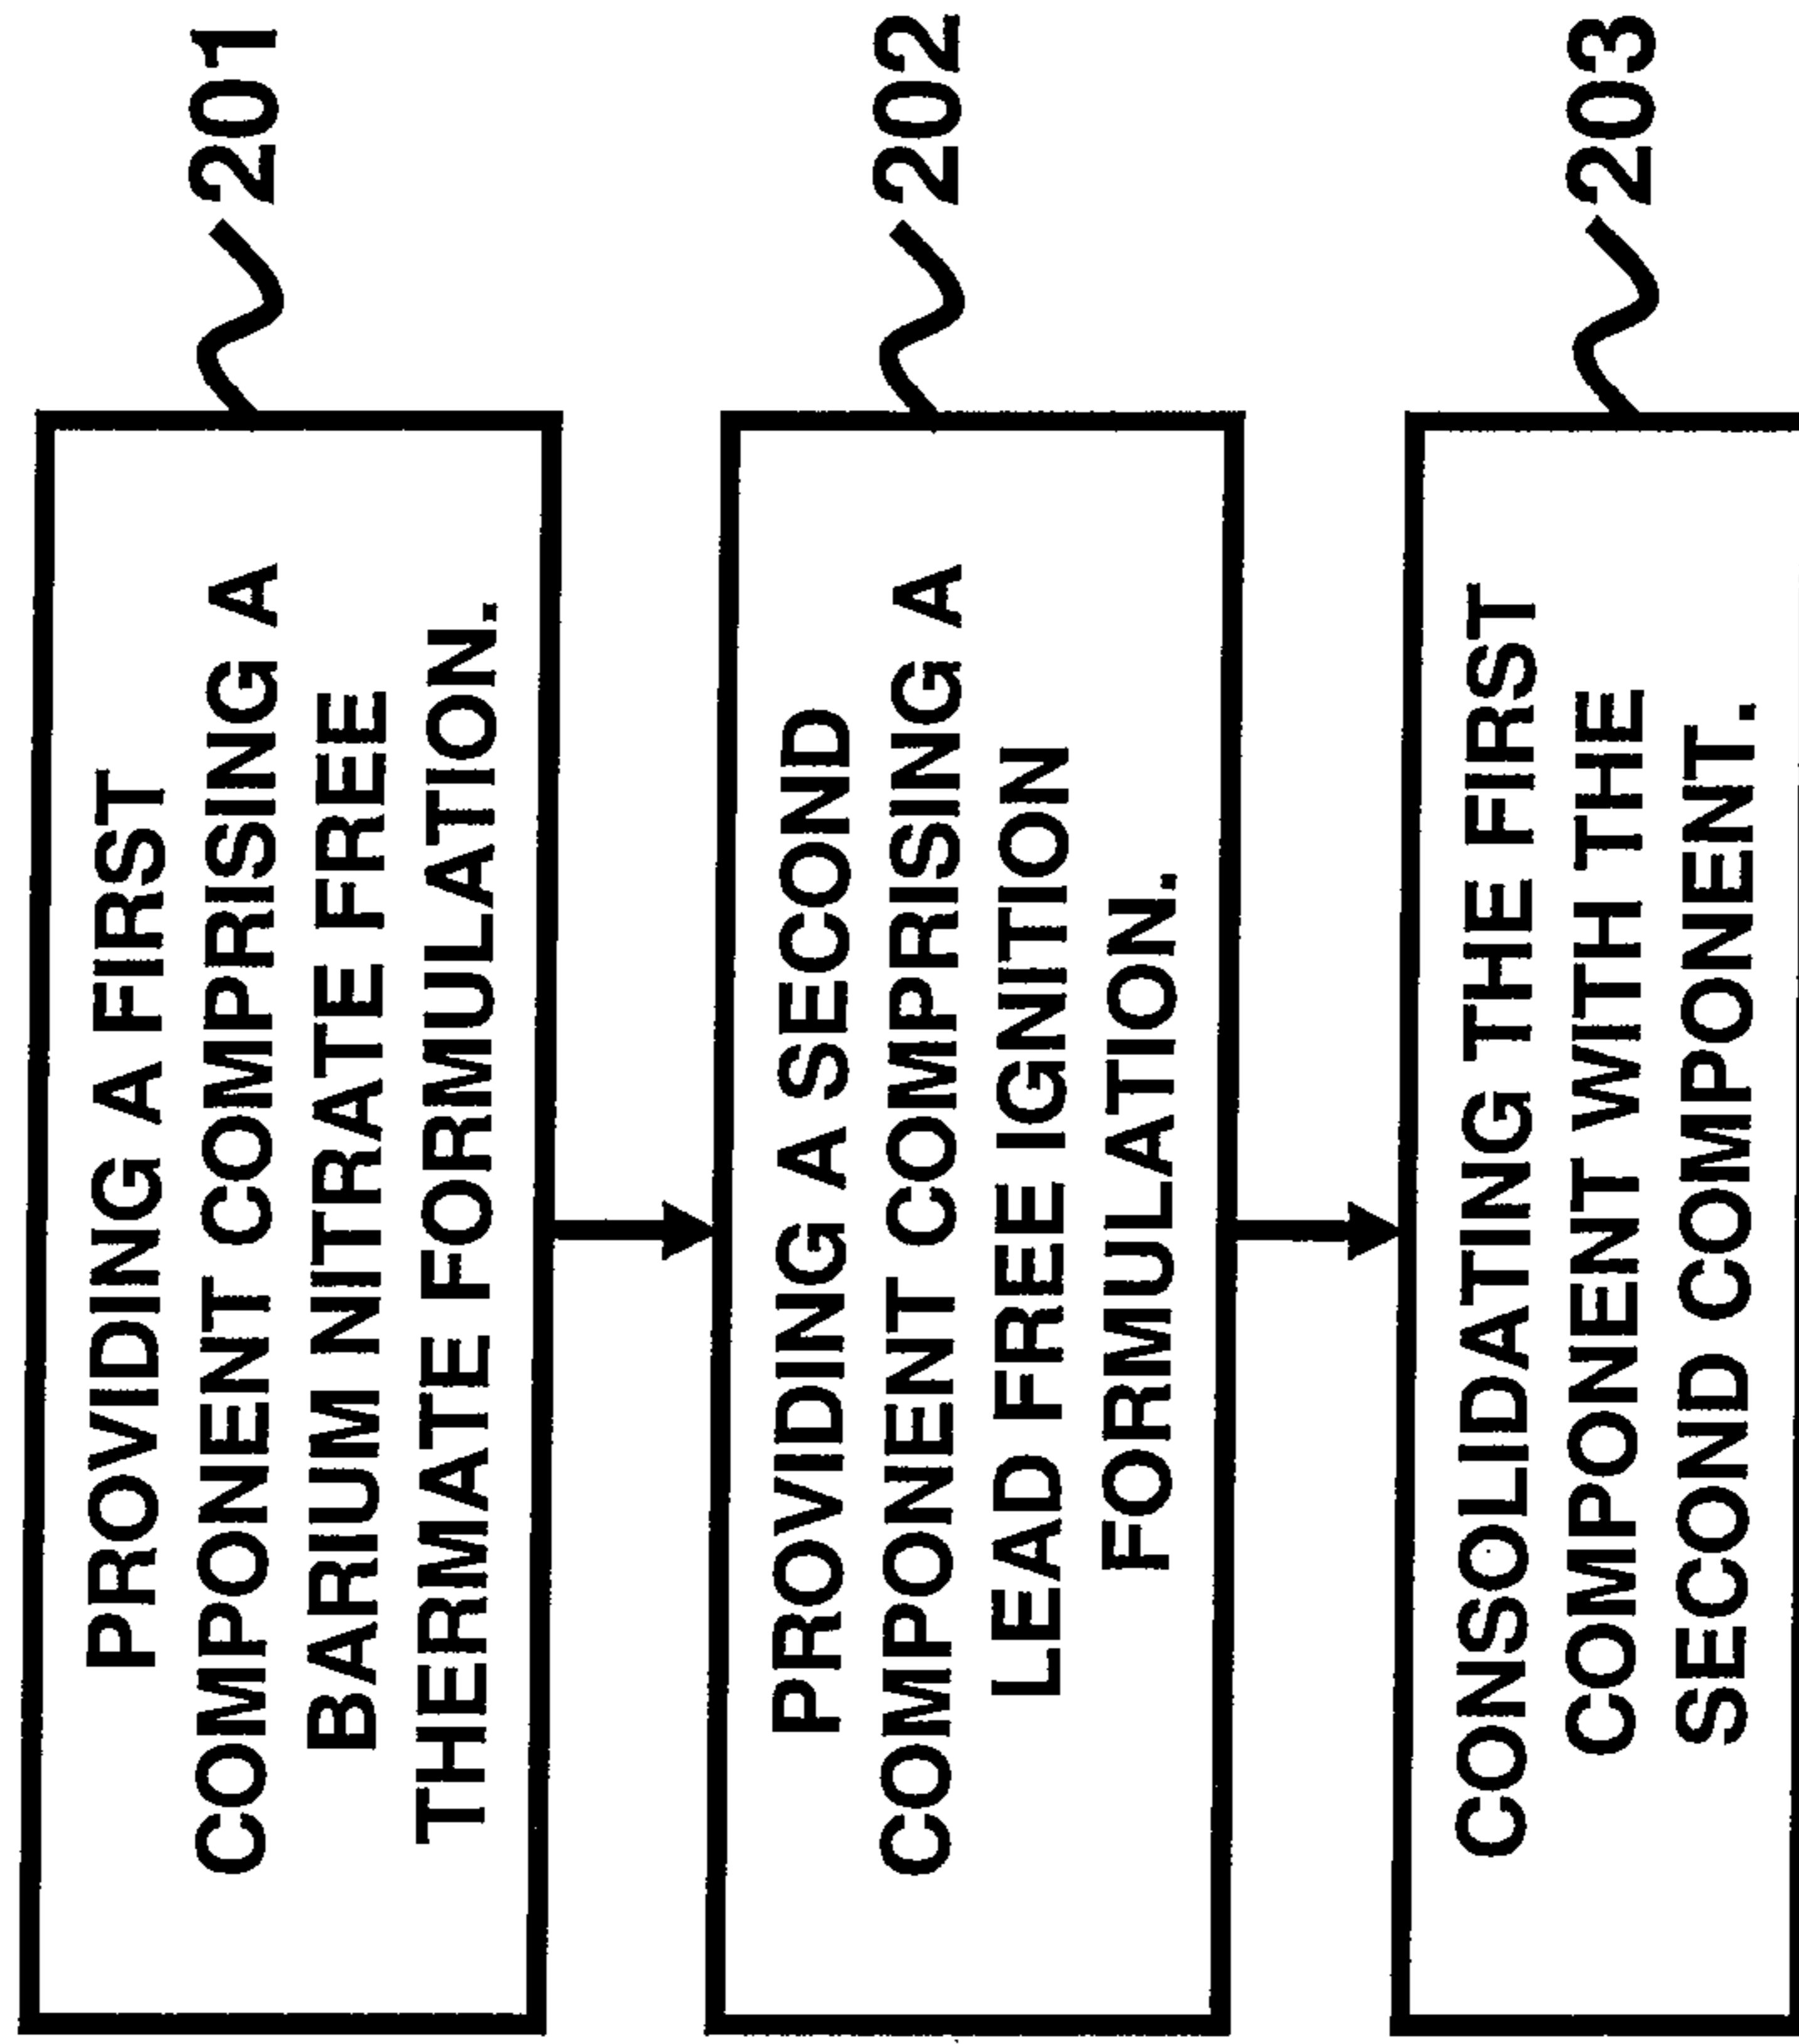 PROVIDING A FIRST
COMPONENT COMPRISING A
BARIUM NITRATE FREE
THERMATE FORMULATION.
201
PROVIDING A SECOND
COMPONENT COMPRISING A
LEAD FREE IGNITION
FORMULATION.
202
CONSOLIDATING THE FIRST
COMPONENT WITH THE
SECOND COMPONENT.
203